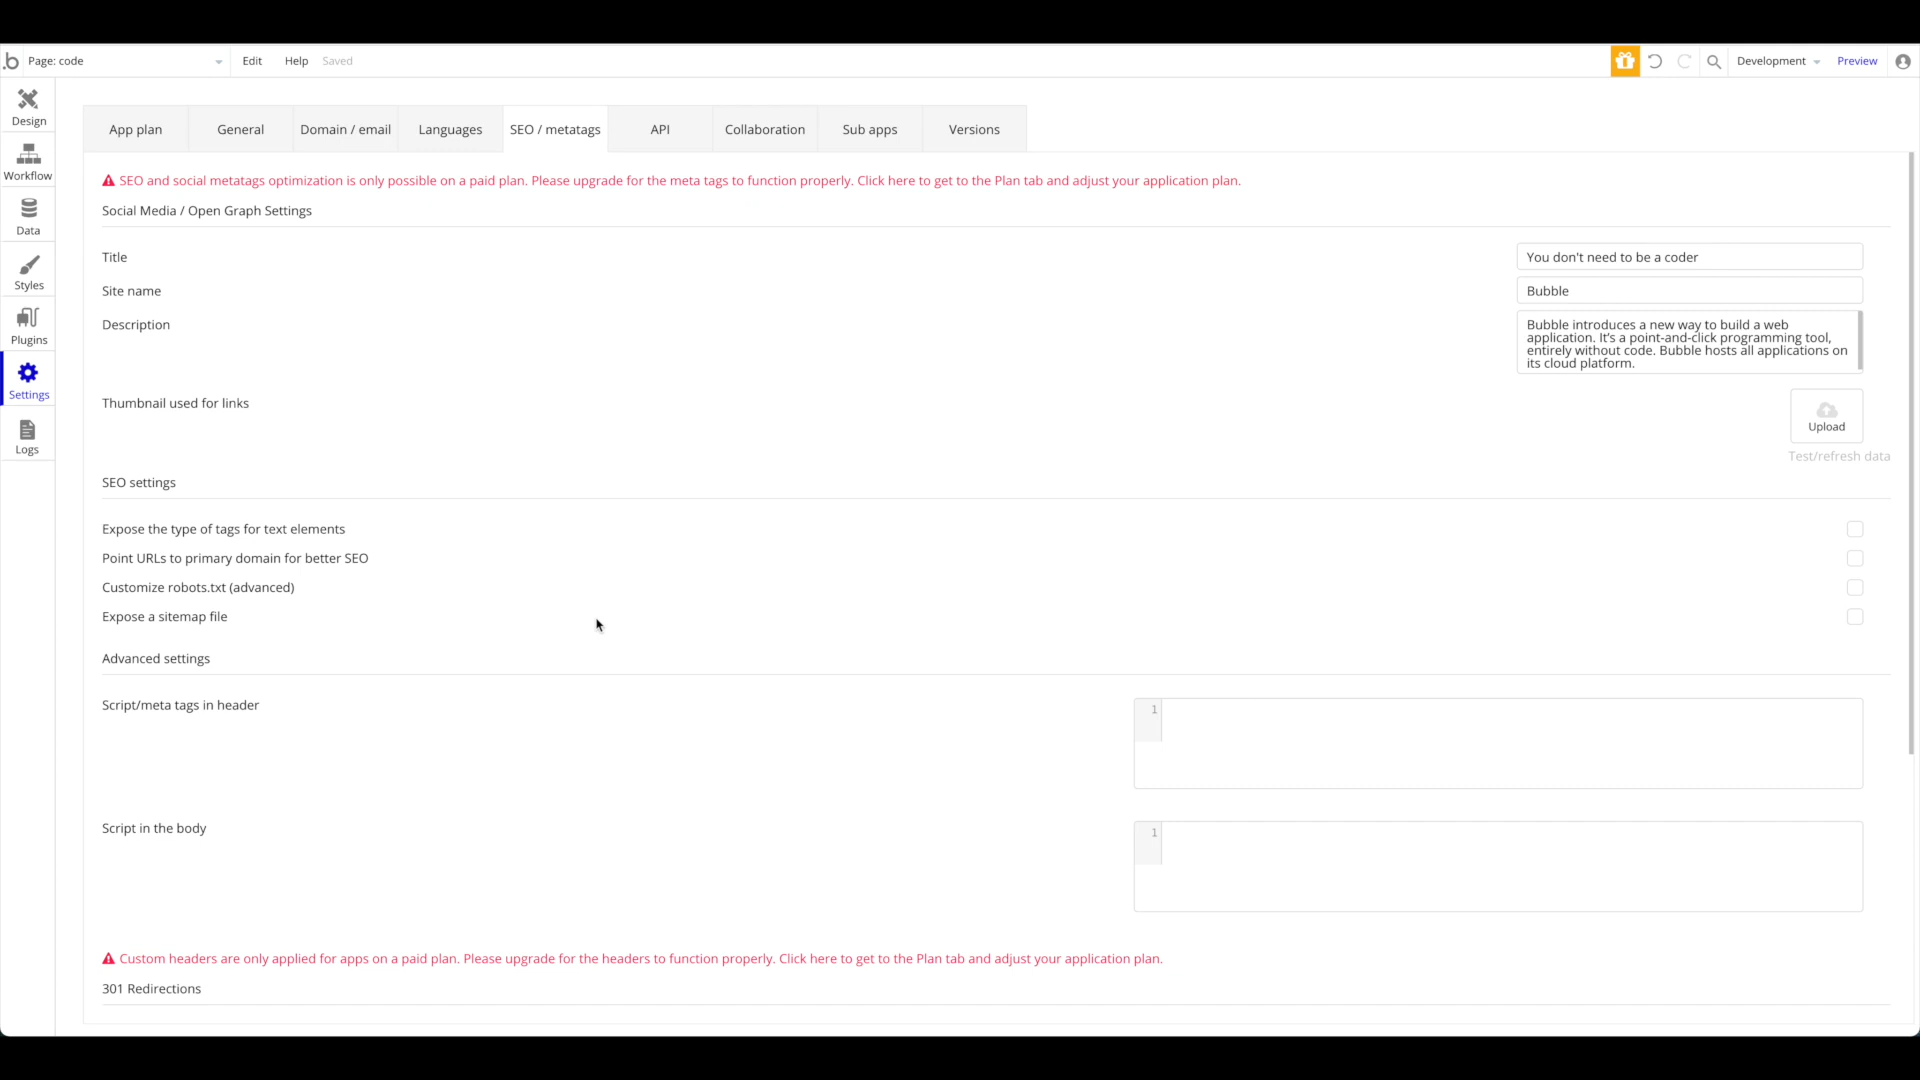 .b Page: code Edit Help Saved Development Preview
Design
Workflow
Data
Styles
Plugins
Settings
Logs
App plan General Domain / email Languages SEO / metatags API Collaboration Sub apps Versions
SEO and social metatags optimization is only possible on a paid plan. Please upgrade for the meta tags to function properly. Click here to get to the Plan tab and adjust your application plan.
Social Media / Open Graph Settings
Title
You don't need to be a coder
Site name
Bubble
Description
Bubble introduces a new way to build a web
application. It's a point-and-click programming tool,
entirely without code. Bubble hosts all applications on
its cloud platform.
Thumbnail used for links
Upload
Test/refresh data
SEO settings
Expose the type of tags for text elements
Point URLs to primary domain for better SEO
Customize robots.txt (advanced)
Expose a sitemap file
Advanced settings
Script/meta tags in header
1
Script in the body
1
Custom headers are only applied for apps on a paid plan. Please upgrade for the headers to function properly. Click here to get to the Plan tab and adjust your application plan.
301 Redirections